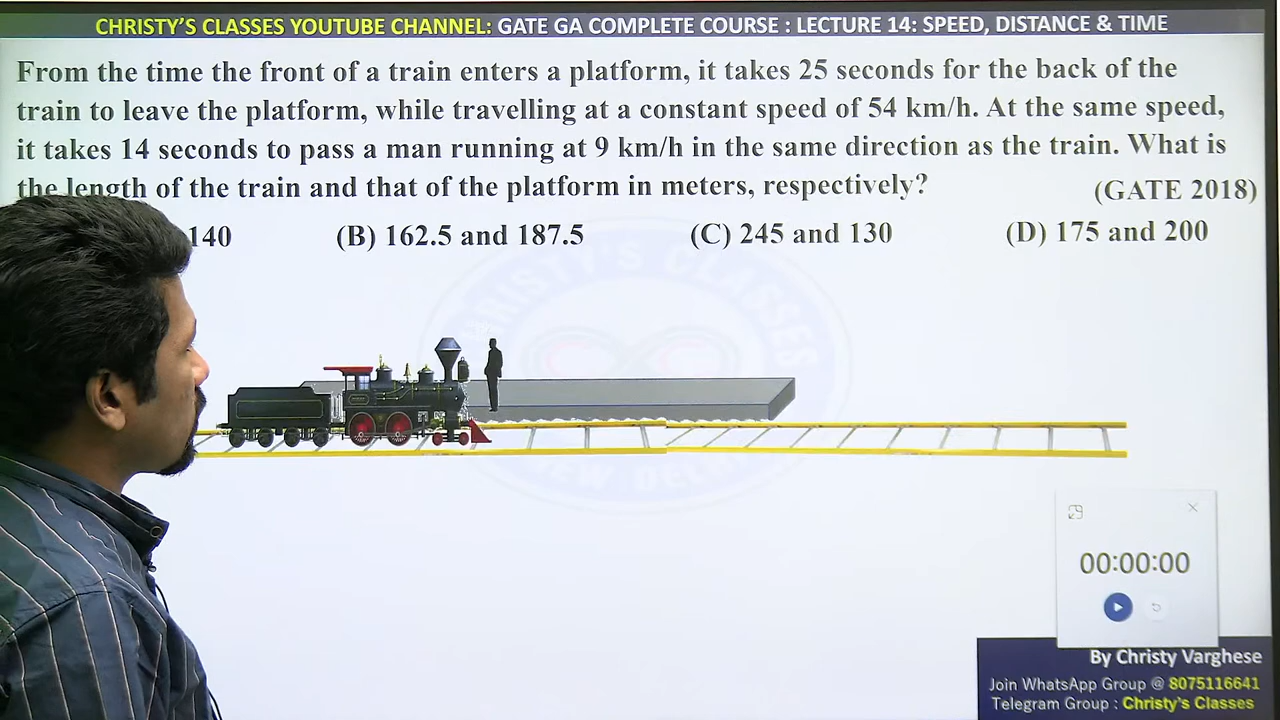 CHRISTY'S CLASSES YOUTUBE CHANNEL: GATE GA COMPLETE COURSE : LECTURE 14: SPEED, DISTANCE & TIME
From the time the front of a train enters a platform, it takes 25 seconds for the back of the
train to leave the platform, while travelling at a constant speed of 54 km/h. At the same speed,
it takes 14 seconds to pass a man running at 9 km/h in the same direction as the train. What is
the length of the train and that of the platform in meters, respectively?
(GATE 2018)
140 (B) 162.5 and 187.5 (C) 245 and 130 (D) 175 and 200
CHRISTY'S CLASSES
NEW DELHI
00:00:00
By Christy Varghese
Join WhatsApp Group @ 8075116641
Telegram Group : Christy's Classes